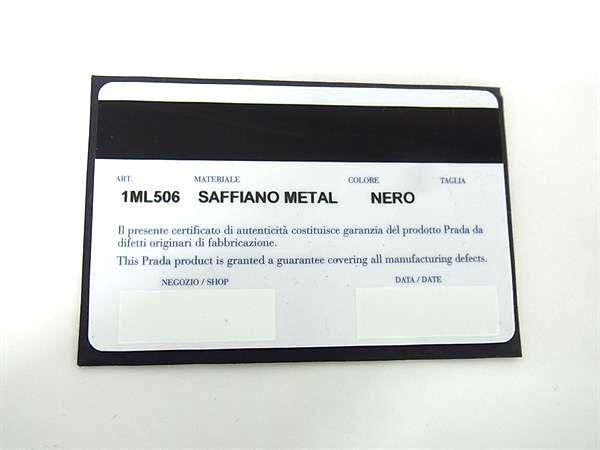 ART. MATERIALE COLORE TAGLIA
1ML506 SAFFIANO METAL NERO
Il presente certificato di autenticità costituisce garanzia del prodotto Prada da
difetti originari di fabbricazione.
This Prada product is granted a guarantee covering all manufacturing defects.
NEGOZIO / SHOP DATA / DATE